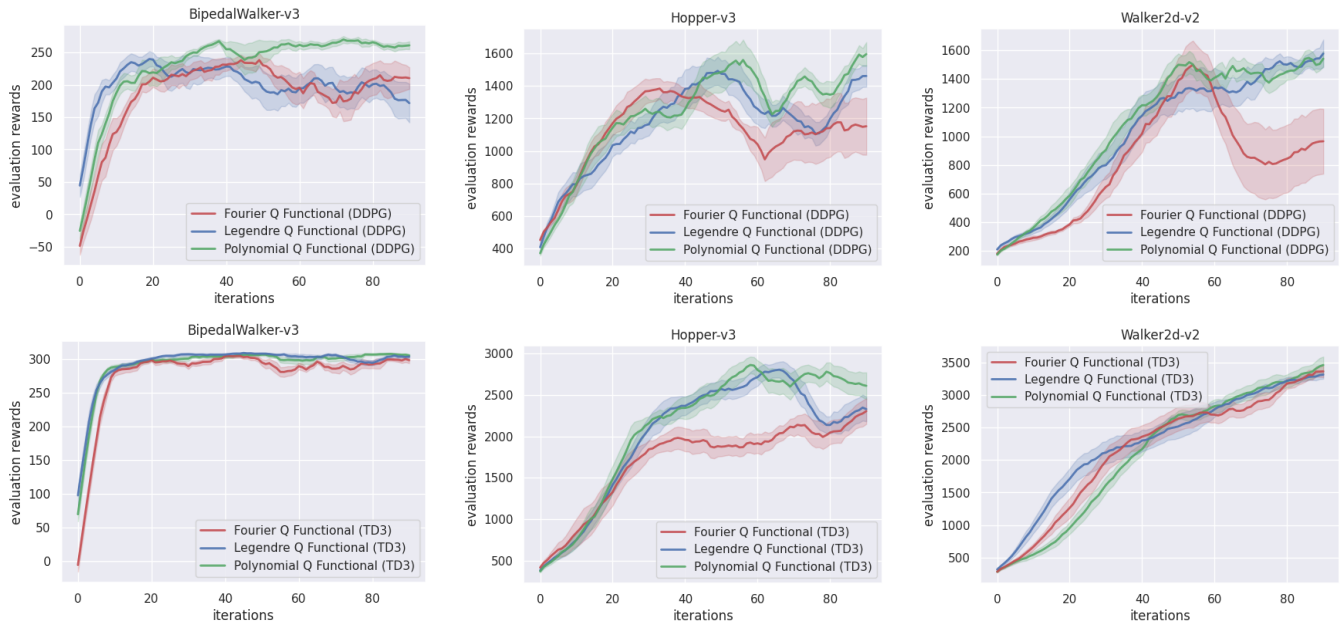 BipedalWalker-v3
evaluation rewards
250
200
150
100
50
0
−50
0 20 40 60 80
iterations
Fourier Q Functional (DDPG)
Legendre Q Functional (DDPG)
Polynomial Q Functional (DDPG)
Hopper-v3
evaluation rewards
1600
1400
1200
1000
800
600
400
0 20 40 60 80
iterations
Fourier Q Functional (DDPG)
Legendre Q Functional (DDPG)
Polynomial Q Functional (DDPG)
Walker2d-v2
evaluation rewards
1600
1400
1200
1000
800
600
400
200
0 20 40 60 80
iterations
Fourier Q Functional (DDPG)
Legendre Q Functional (DDPG)
Polynomial Q Functional (DDPG)
BipedalWalker-v3
evaluation rewards
300
250
200
150
100
50
0
0 20 40 60 80
iterations
Fourier Q Functional (TD3)
Legendre Q Functional (TD3)
Polynomial Q Functional (TD3)
Hopper-v3
evaluation rewards
3000
2500
2000
1500
1000
500
0 20 40 60 80
iterations
Fourier Q Functional (TD3)
Legendre Q Functional (TD3)
Polynomial Q Functional (TD3)
Walker2d-v2
evaluation rewards
3500
3000
2500
2000
1500
1000
500
0 20 40 60 80
iterations
Fourier Q Functional (TD3)
Legendre Q Functional (TD3)
Polynomial Q Functional (TD3)